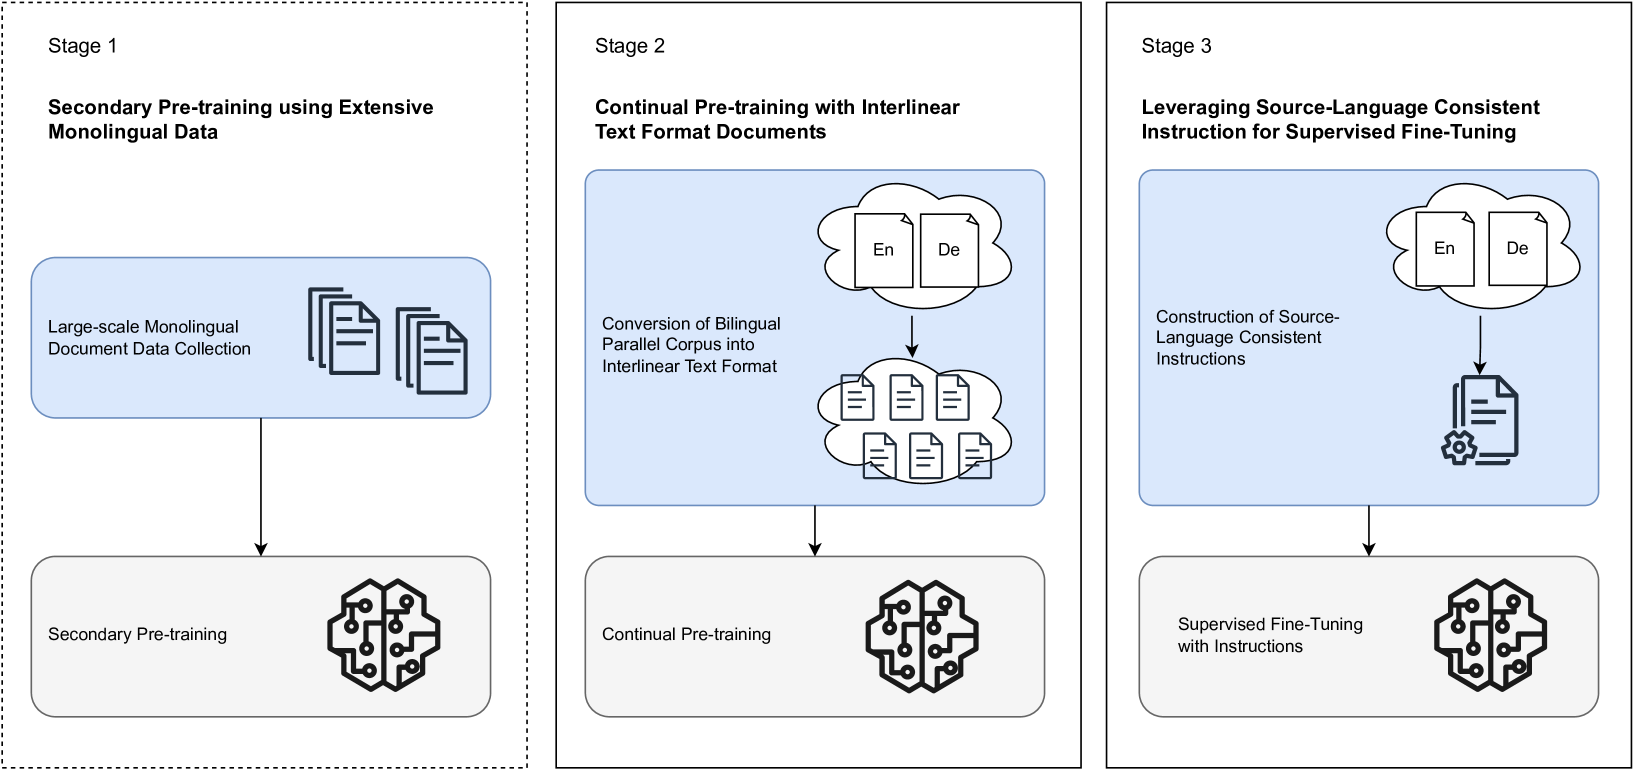 Stage 1
Secondary Pre-training using Extensive
Monolingual Data
Large-scale Monolingual
Document Data Collection
Secondary Pre-training
Stage 2
Continual Pre-training with Interlinear
Text Format Documents
En
De
Conversion of Bilingual
Parallel Corpus into
Interlinear Text Format
Continual Pre-training
Stage 3
Leveraging Source-Language Consistent
Instruction for Supervised Fine-Tuning
En
De
Construction of Source-
Language Consistent
Instructions
Supervised Fine-Tuning
with Instructions